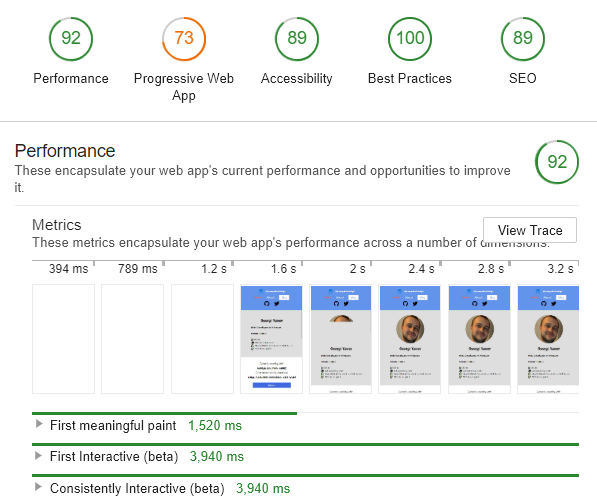 92
73
89
100
89
Performance
Progressive Web
App
Accessibility
Best Practices
SEO
Performance
These encapsulate your web app's current performance and opportunities to improve
it.
92
Metrics
View Trace
These metrics encapsulate your web app's performance across a number of dimensions.
394 ms
789 ms
1.2 s
1.6 s
2 s
2.4 s
2.8 s
3.2 s
First meaningful paint 1,520 ms
First Interactive (beta) 3,940 ms
Consistently Interactive (beta) 3,940 ms